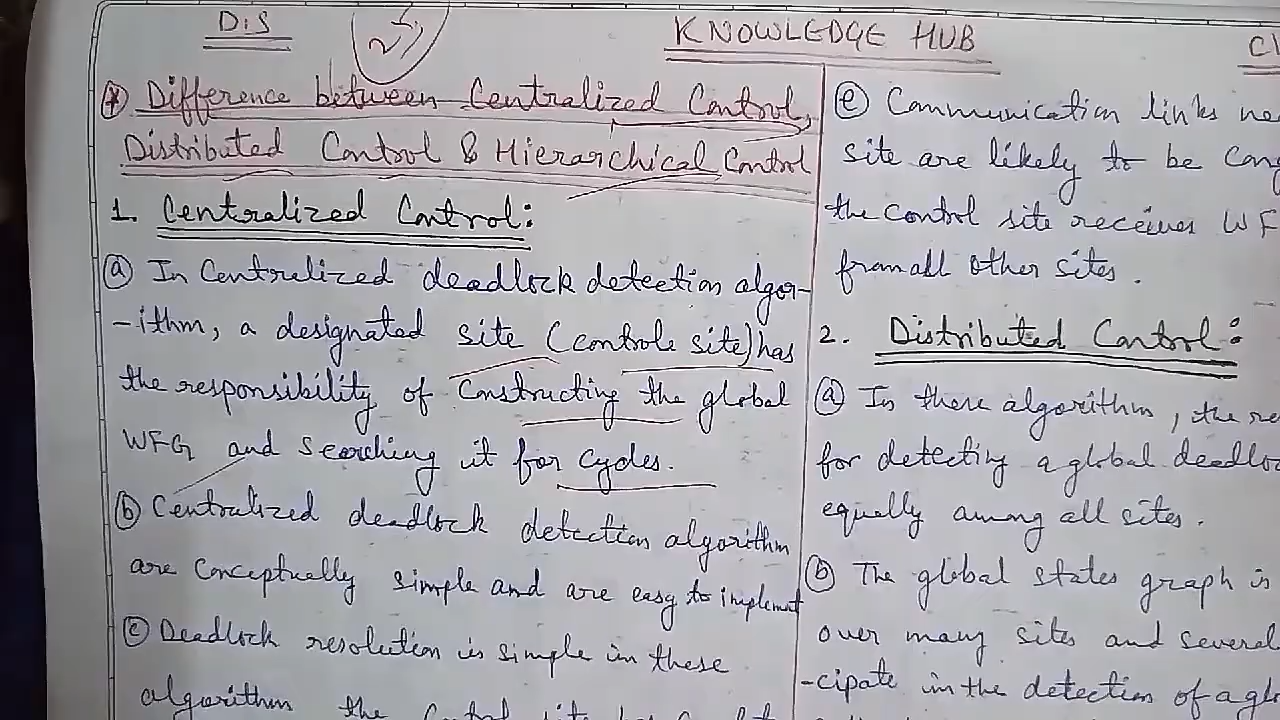 D.S
KNOWLEDGE HUB
* Difference between Centralized Control,
Distributed Control & Hierarchical Control
1. Centralized Control:
(a) In Centralized deadlock detection algor-
-ithm, a designated site (controle site) has
the responsibility of Constructing the global
WFG and searching it for cycles.
(b) Centralized deadlock detection algorithm
are conceptually simple and are easy to implement
(c) Deadlock resolution is simple in these
algorithm the Control site has
(e) Communication links
site are likely to be
the control site receives WF
from all other sites.
2. Distributed Control:
(a) In these algorithm, the
for detecting a global
equally among all sites.
(b) The global states graph is
over many sites and several
-cipate in the detection of a